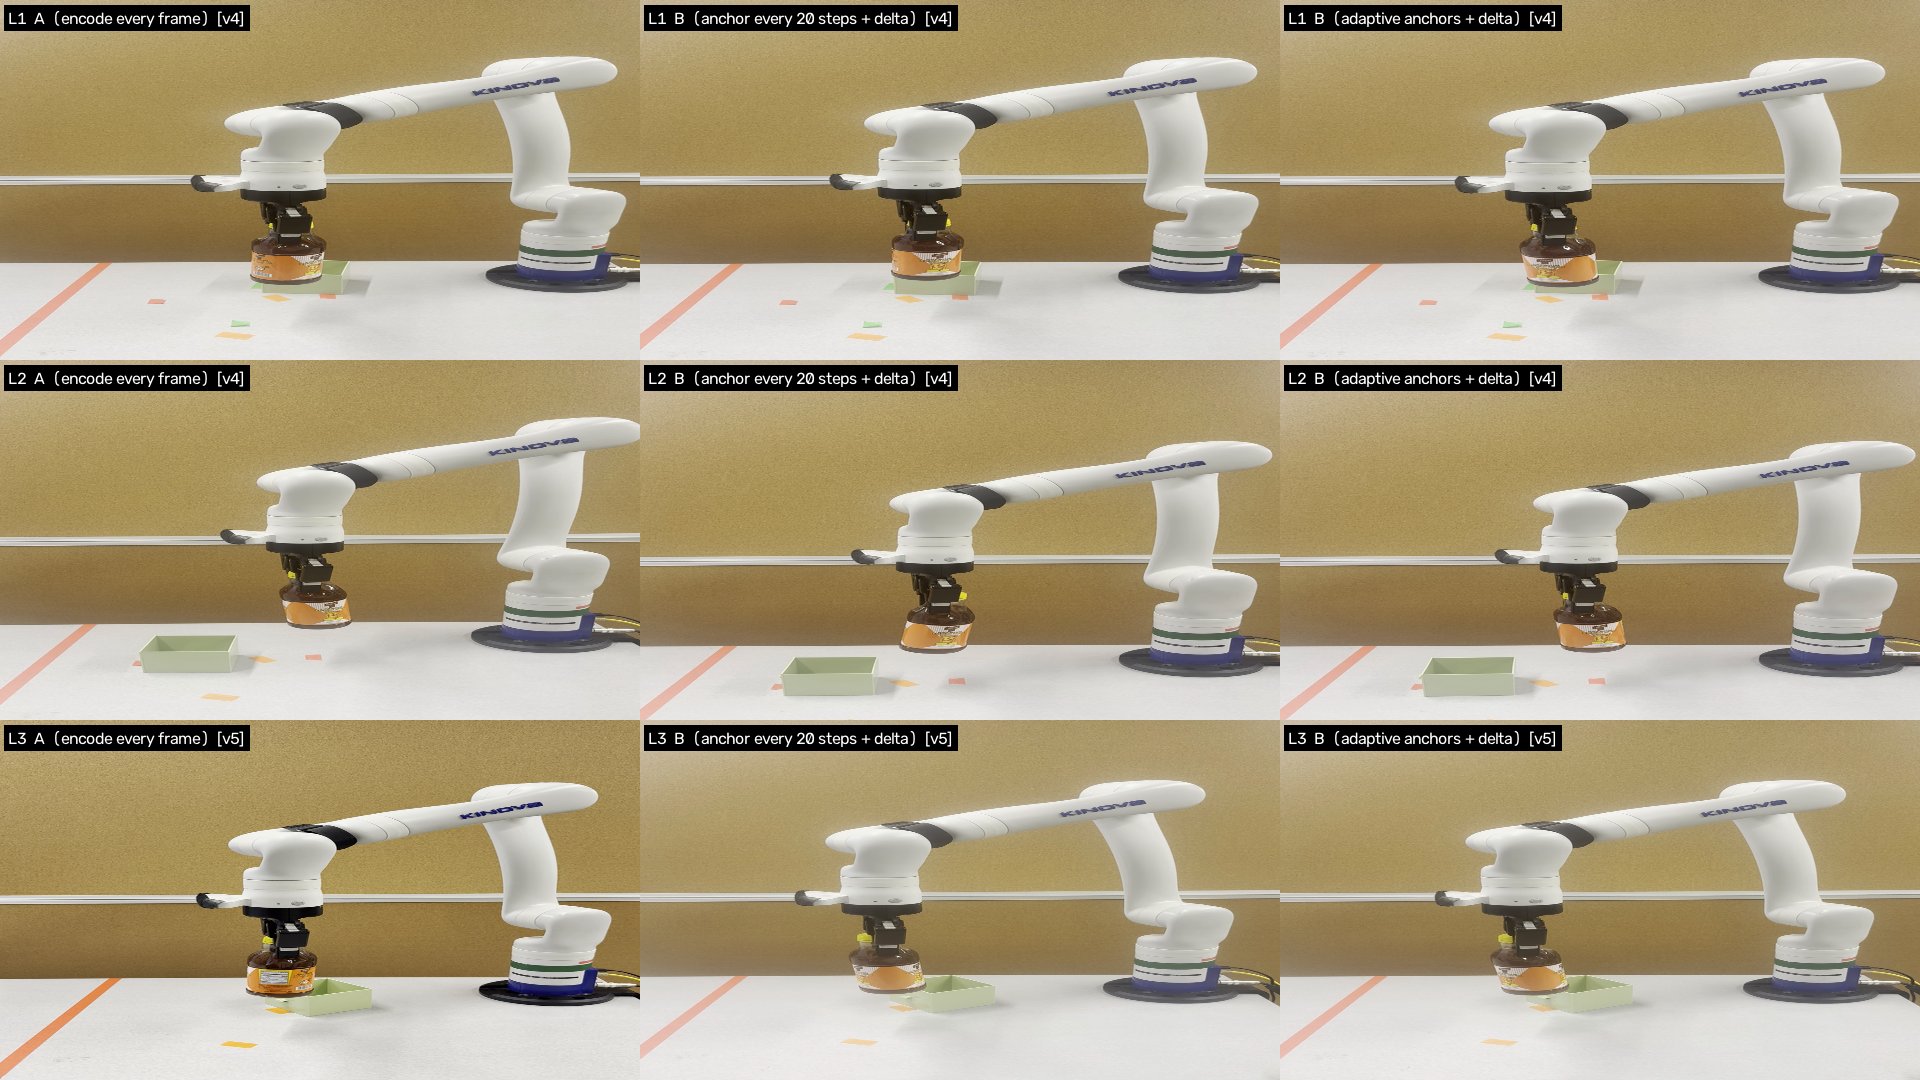 L1 A (encode every frame) [v4]
L1 B (anchor every 20 steps + delta) [v4]
L1 B (adaptive anchors + delta) [v4]
KINOVA
KINOVA
KINOVA
L2 A (encode every frame) [v4]
L2 B (anchor every 20 steps + delta) [v4]
L2 B (adaptive anchors + delta) [v4]
KINOVA
KINOVA
KINOVA
L3 A (encode every frame) [v5]
L3 B (anchor every 20 steps + delta) [v5]
L3 B (adaptive anchors + delta) [v5]
KINOVA
KINOVA
KINOVA